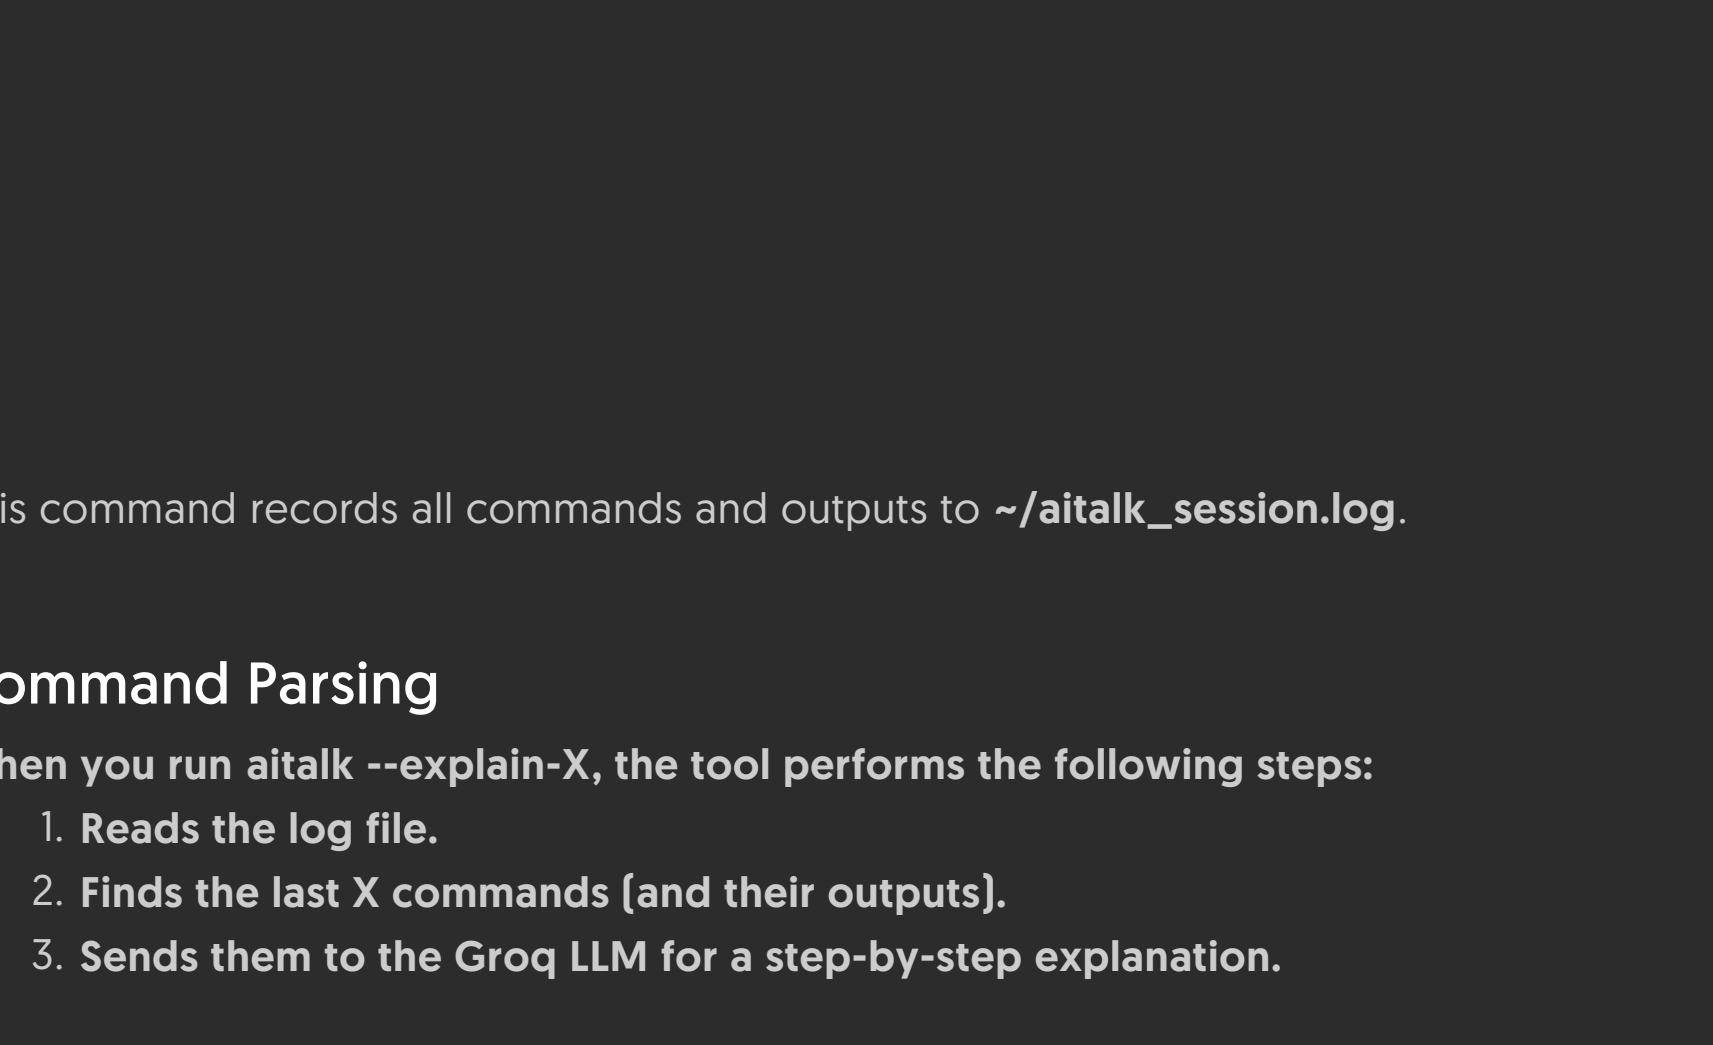 is command records all commands and outputs to ~/aitalk_session.log.
ommand Parsing
hen you run aitalk --explain-X, the tool performs the following steps:
1. Reads the log file.
2. Finds the last X commands (and their outputs).
3. Sends them to the Groq LLM for a step-by-step explanation.